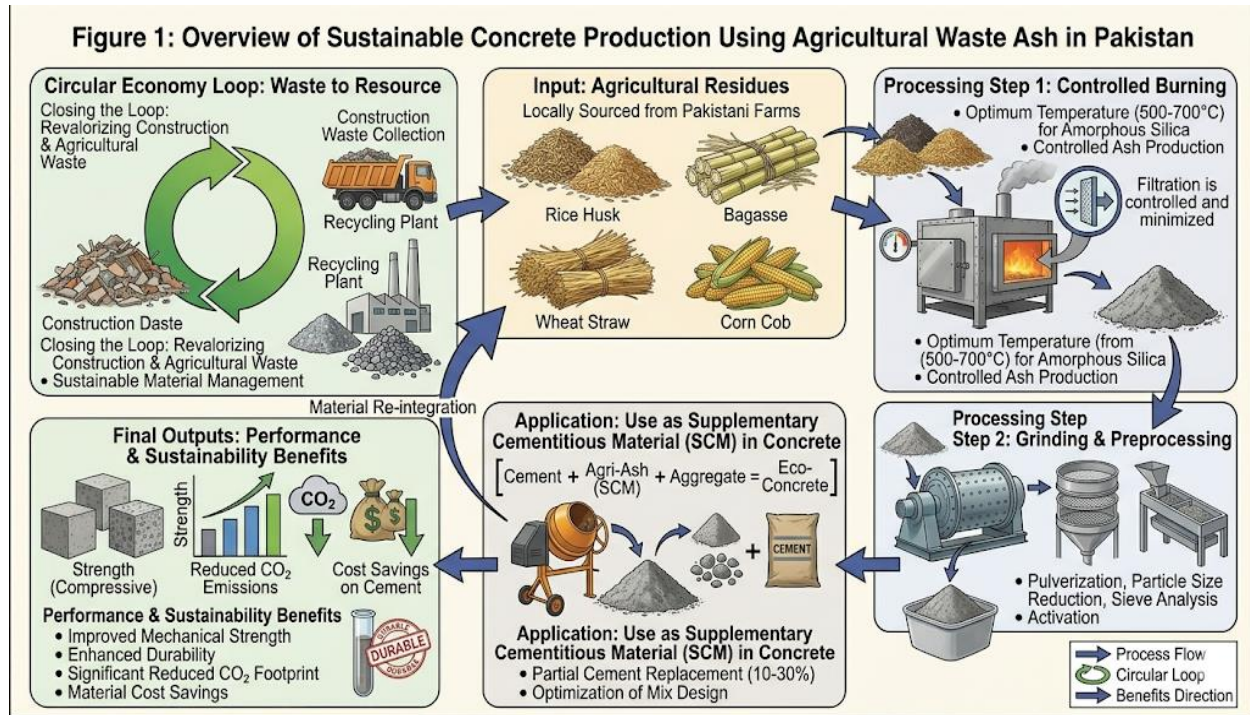 Figure 1: Overview of Sustainable Concrete Production Using Agricultural Waste Ash in Pakistan
Circular Economy Loop: Waste to Resource
Closing the Loop:
Revalorizing Construction
& Agricultural
Waste
Construction
Waste Collection
Recycling Plant
Recycling
Plant
Construction Daste
Closing the Loop: Revalorizing
Construction & Agricultural Waste
• Sustainable Material Management
Input: Agricultural Residues
Locally Sourced from Pakistani Farms
Rice Husk
Bagasse
Wheat Straw
Corn Cob
Processing Step 1: Controlled Burning
• Optimum Temperature (500-700°C)
for Amorphous Silica
• Controlled Ash Production
Filtration is
controlled and
minimized
• Optimum Temperature (from
(500-700°C) for Amorphous Silica
• Controlled Ash Production
Processing Step
Step 2: Grinding & Preprocessing
• Pulverization, Particle Size
Reduction, Sieve Analysis
• Activation
Material Re-integration
Application: Use as Supplementary
Cementitious Material (SCM) in Concrete
[Cement + Agri-Ash (SCM) + Aggregate = Eco-Concrete]
+
CEMENT
Application: Use as Supplementary
Cementitious Material (SCM) in Concrete
• Partial Cement Replacement (10-30%)
• Optimization of Mix Design
Final Outputs: Performance
& Sustainability Benefits
Strength
CO₂
$ $
Strength
(Compressive)
Reduced CO₂
Emissions
Cost Savings
on Cement
Performance & Sustainability Benefits
• Improved Mechanical Strength
• Enhanced Durability
• Significant Reduced CO₂ Footprint
• Material Cost Savings
DURABLE
Process Flow
Circular Loop
Benefits Direction